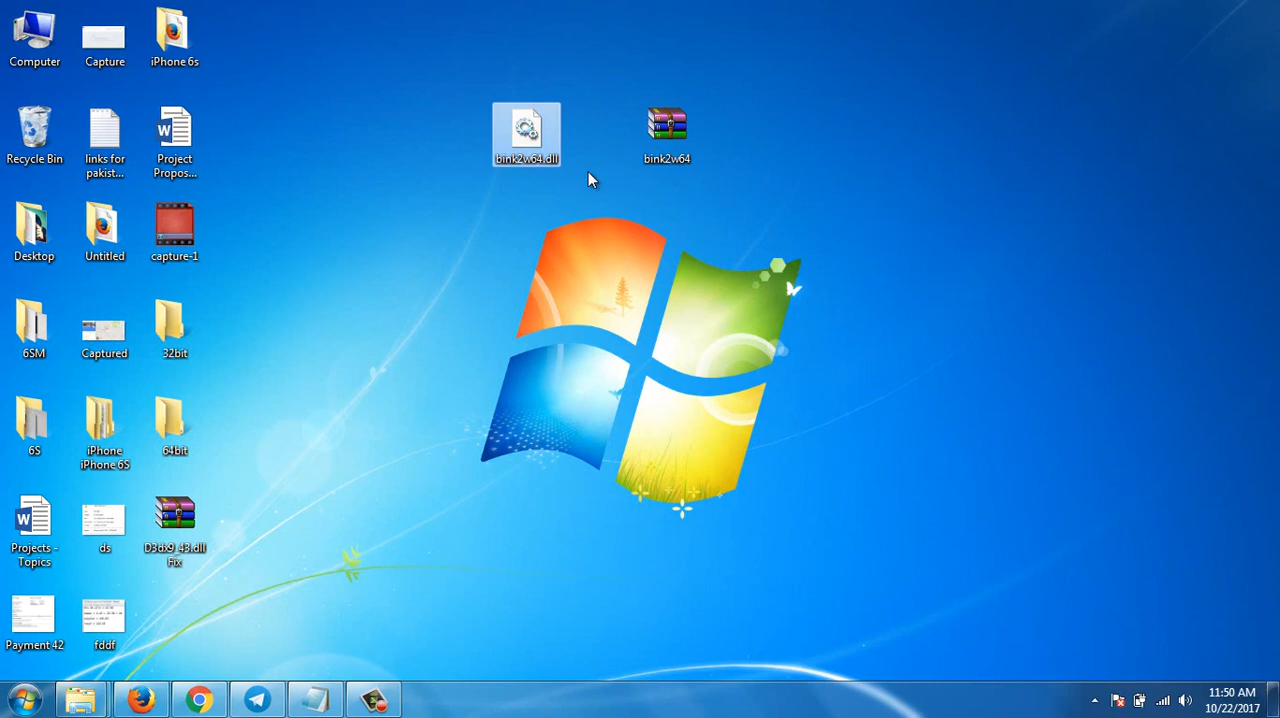 Computer
Capture
iPhone 6s
Recycle Bin
links for
pakist...
Project
Propos...
bink2w64.dll
bink2w64
Desktop
Untitled
capture-1
6SM
Captured
32bit
6S
iPhone
iPhone 6S
64bit
Projects -
Topics
ds
D3dx9_43.dll
Fix
Payment 42
fddf
11:50 AM
10/22/2017